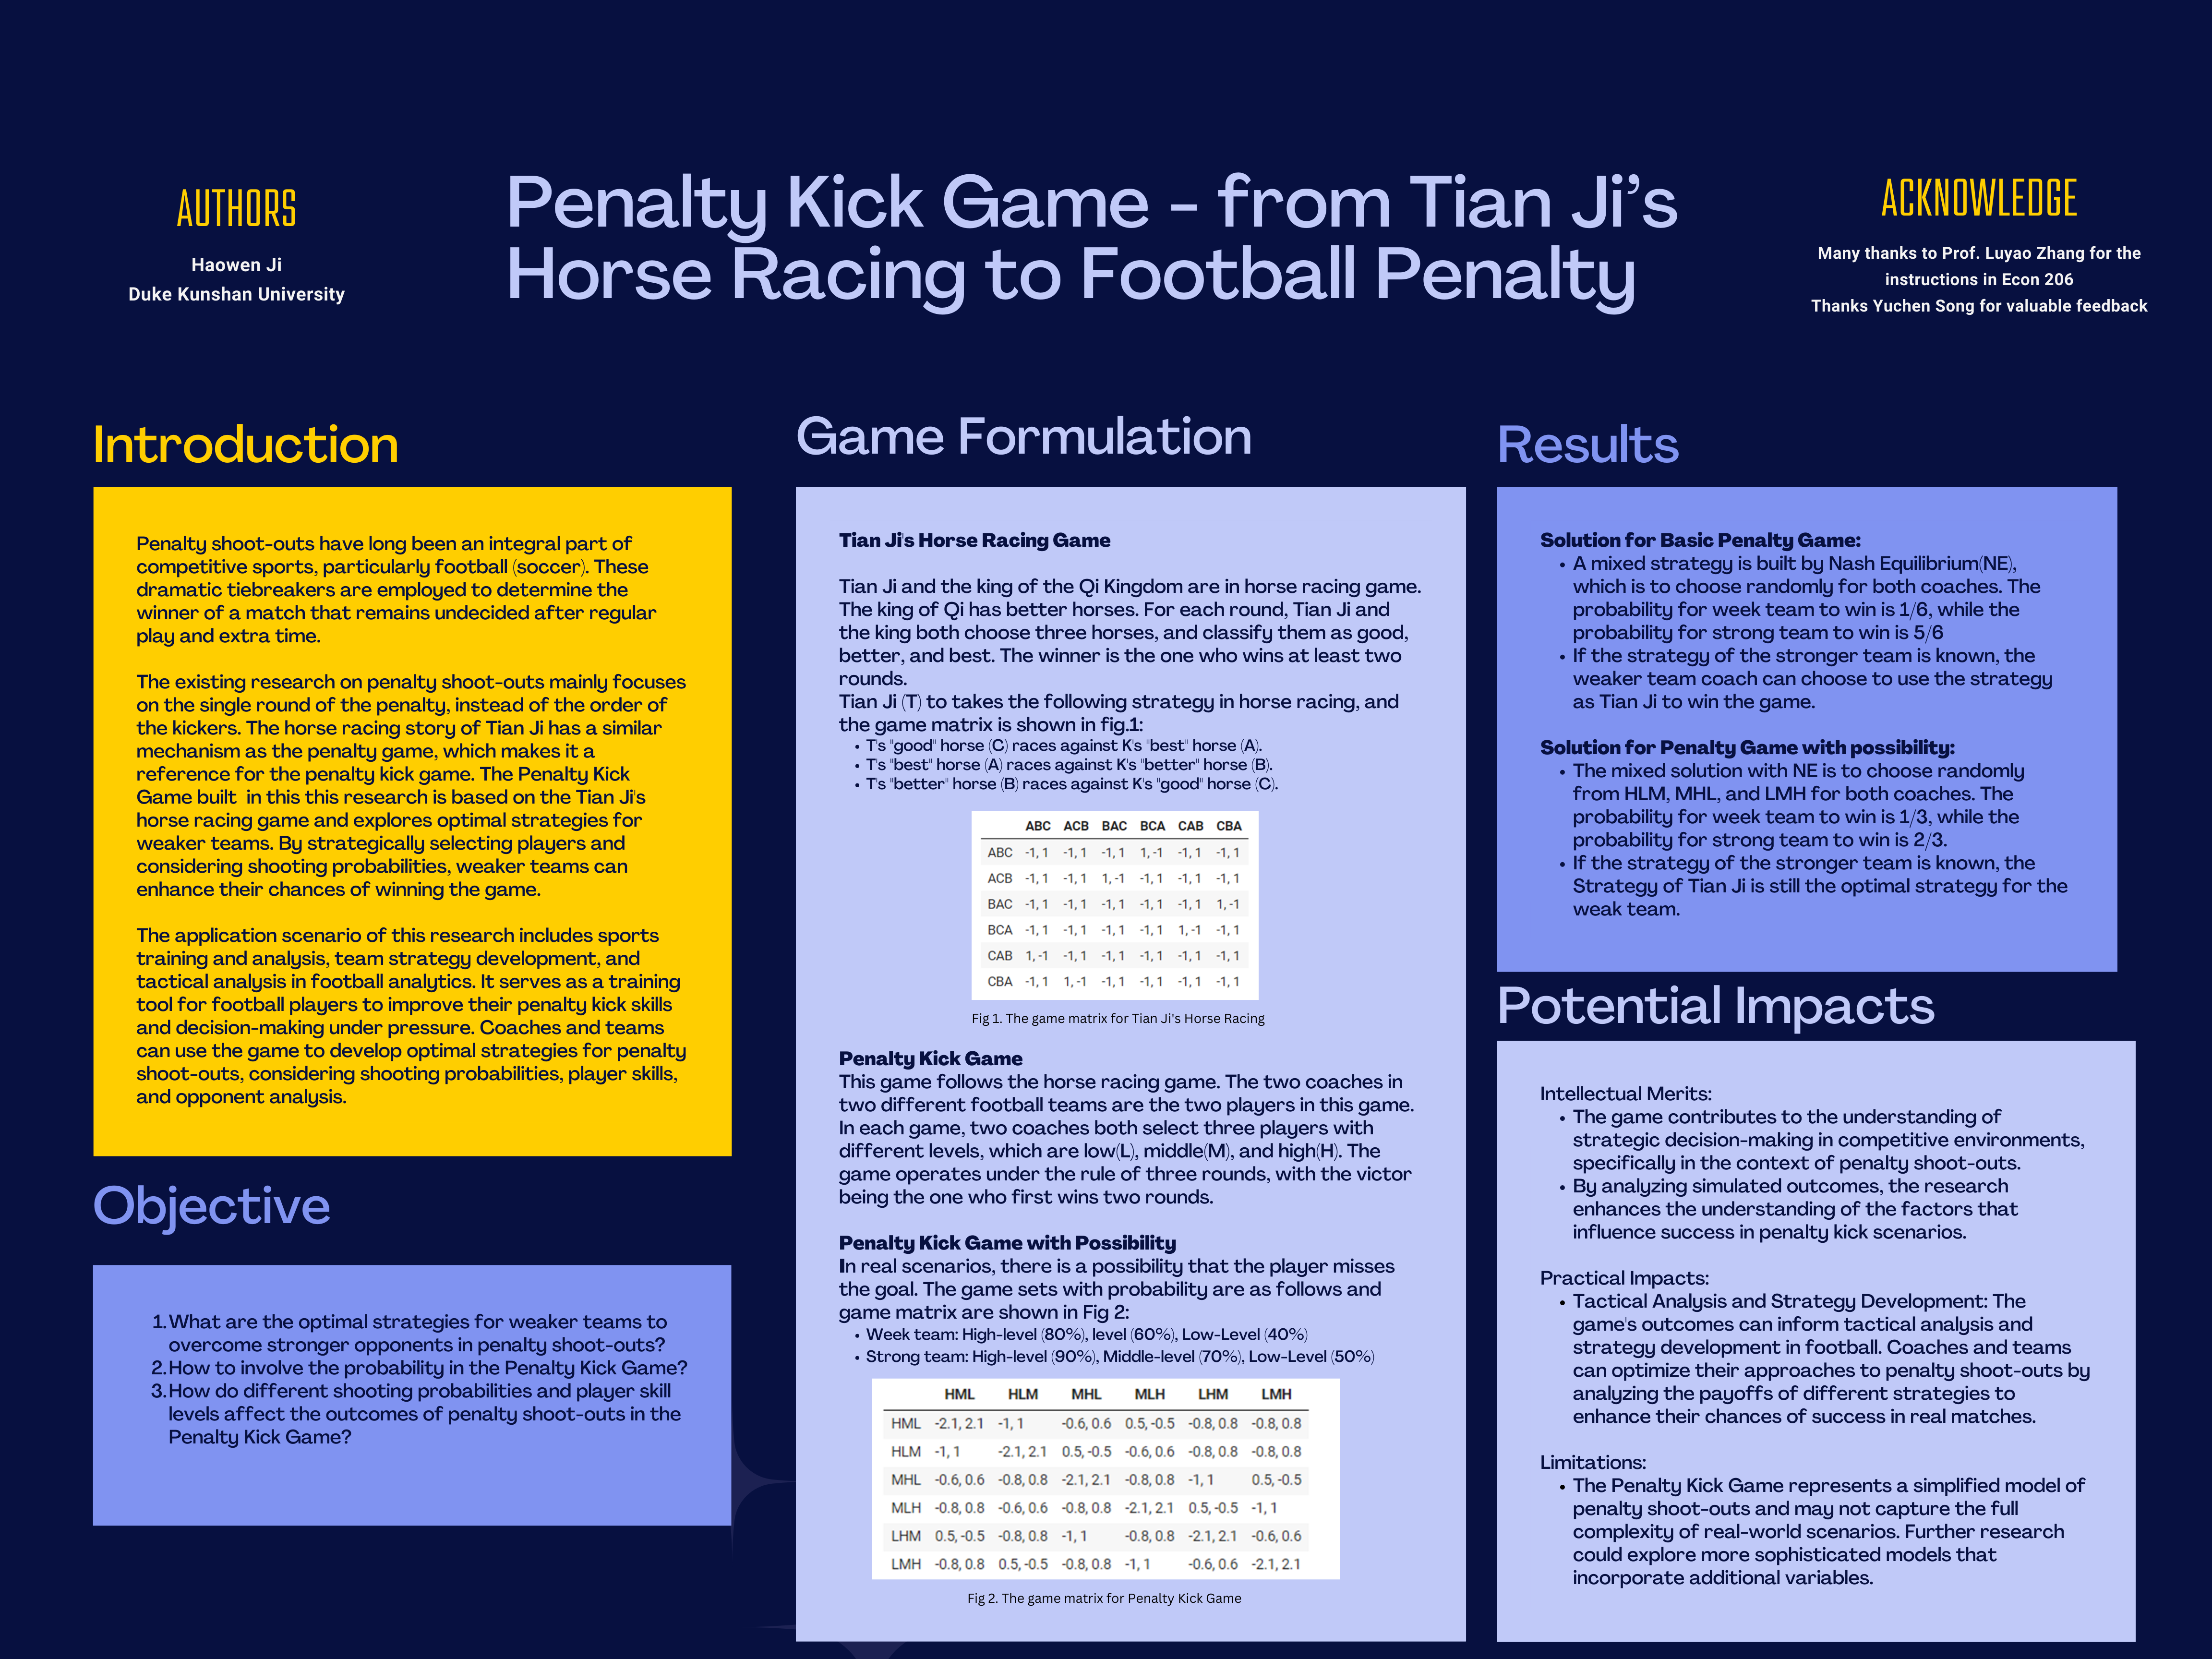 AUTHORS
Haowen Ji
Duke Kunshan University
Penalty Kick Game - from Tian Ji's
Horse Racing to Football Penalty
ACKNOWLEDGE
Many thanks to Prof. Luyao Zhang for the
instructions in Econ 206
Thanks Yuchen Song for valuable feedback
Introduction
Penalty shoot-outs have long been an integral part of
competitive sports, particularly football (soccer). These
dramatic tiebreakers are employed to determine the
winner of a match that remains undecided after regular
play and extra time.
The existing research on penalty shoot-outs mainly focuses
on the single round of the penalty, instead of the order of
the kickers. The horse racing story of Tian Ji has a similar
mechanism as the penalty game, which makes it a
reference for the penalty kick game. The Penalty Kick
Game built in this this research is based on the Tian Ji's
horse racing game and explores optimal strategies for
weaker teams. By strategically selecting players and
considering shooting probabilities, weaker teams can
enhance their chances of winning the game.
The application scenario of this research includes sports
training and analysis, team strategy development, and
tactical analysis in football analytics. It serves as a training
tool for football players to improve their penalty kick skills
and decision-making under pressure. Coaches and teams
can use the game to develop optimal strategies for penalty
shoot-outs, considering shooting probabilities, player skills,
and opponent analysis.
Objective
1. What are the optimal strategies for weaker teams to
overcome stronger opponents in penalty shoot-outs?
2. How to involve the probability in the Penalty Kick Game?
3. How do different shooting probabilities and player skill
levels affect the outcomes of penalty shoot-outs in the
Penalty Kick Game?
Game Formulation
Tian Ji's Horse Racing Game
Tian Ji and the king of the Qi Kingdom are in horse racing game.
The king of Qi has better horses. For each round, Tian Ji and
the king both choose three horses, and classify them as good,
better, and best. The winner is the one who wins at least two
rounds.
Tian Ji (T) to takes the following strategy in horse racing, and
the game matrix is shown in fig.1:
• T's "good" horse (C) races against K's "best" horse (A).
• T's "best" horse (A) races against K's "better" horse (B).
• T's "better" horse (B) races against K's "good" horse (C).
ABC ACB BAC BCA CAB CBA
ABC -1, 1 -1, 1 -1, 1 1, -1 -1, 1 -1, 1
ACB -1, 1 -1, 1 1, -1 -1, 1 -1, 1 -1, 1
BAC -1, 1 -1, 1 -1, 1 -1, 1 -1, 1 1, -1
BCA -1, 1 -1, 1 -1, 1 -1, 1 1, -1 -1, 1
CAB 1, -1 -1, 1 -1, 1 -1, 1 -1, 1 -1, 1
CBA -1, 1 1, -1 -1, 1 -1, 1 -1, 1 -1, 1
Fig 1. The game matrix for Tian Ji's Horse Racing
Penalty Kick Game
This game follows the horse racing game. The two coaches in
two different football teams are the two players in this game.
In each game, two coaches both select three players with
different levels, which are low(L), middle(M), and high(H). The
game operates under the rule of three rounds, with the victor
being the one who first wins two rounds.
Penalty Kick Game with Possibility
In real scenarios, there is a possibility that the player misses
the goal. The game sets with probability are as follows and
game matrix are shown in Fig 2:
• Week team: High-level (80%), level (60%), Low-Level (40%)
• Strong team: High-level (90%), Middle-level (70%), Low-Level (50%)
HML HLM MHL MLH LHM LMH
HML -2.1, 2.1 -1, 1 -0.6, 0.6 0.5, -0.5 -0.8, 0.8 -0.8, 0.8
HLM -1, 1 -2.1, 2.1 0.5, -0.5 -0.6, 0.6 -0.8, 0.8 -0.8, 0.8
MHL -0.6, 0.6 -0.8, 0.8 -2.1, 2.1 -0.8, 0.8 -1, 1 0.5, -0.5
MLH -0.8, 0.8 -0.6, 0.6 -0.8, 0.8 -2.1, 2.1 0.5, -0.5 -1, 1
LHM 0.5, -0.5 -0.8, 0.8 -1, 1 -0.8, 0.8 -2.1, 2.1 -0.6, 0.6
LMH -0.8, 0.8 0.5, -0.5 -0.8, 0.8 -1, 1 -0.6, 0.6 -2.1, 2.1
Fig 2. The game matrix for Penalty Kick Game
Results
Solution for Basic Penalty Game:
• A mixed strategy is built by Nash Equilibrium(NE),
which is to choose randomly for both coaches. The
probability for week team to win is 1/6, while the
probability for strong team to win is 5/6
• If the strategy of the stronger team is known, the
weaker team coach can choose to use the strategy
as Tian Ji to win the game.
Solution for Penalty Game with possibility:
• The mixed solution with NE is to choose randomly
from HLM, MHL, and LMH for both coaches. The
probability for week team to win is 1/3, while the
probability for strong team to win is 2/3.
• If the strategy of the stronger team is known, the
Strategy of Tian Ji is still the optimal strategy for the
weak team.
Potential Impacts
Intellectual Merits:
• The game contributes to the understanding of
strategic decision-making in competitive environments,
specifically in the context of penalty shoot-outs.
• By analyzing simulated outcomes, the research
enhances the understanding of the factors that
influence success in penalty kick scenarios.
Practical Impacts:
• Tactical Analysis and Strategy Development: The
game's outcomes can inform tactical analysis and
strategy development in football. Coaches and teams
can optimize their approaches to penalty shoot-outs by
analyzing the payoffs of different strategies to
enhance their chances of success in real matches.
Limitations:
• The Penalty Kick Game represents a simplified model of
penalty shoot-outs and may not capture the full
complexity of real-world scenarios. Further research
could explore more sophisticated models that
incorporate additional variables.